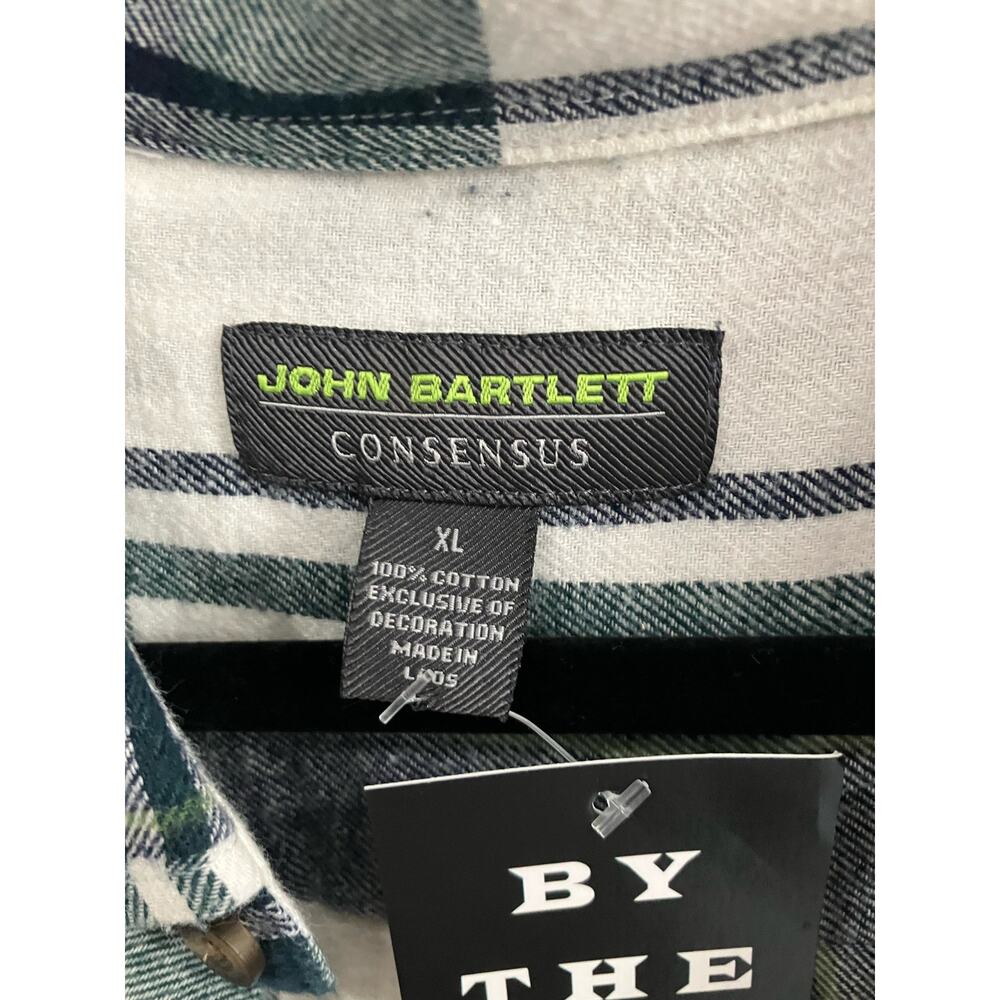 JOHN BARTLETT
CONSENSUS
XL
100% COTTON
EXCLUSIVE OF
DECORATION
MADE IN
LAOS
BY
THE